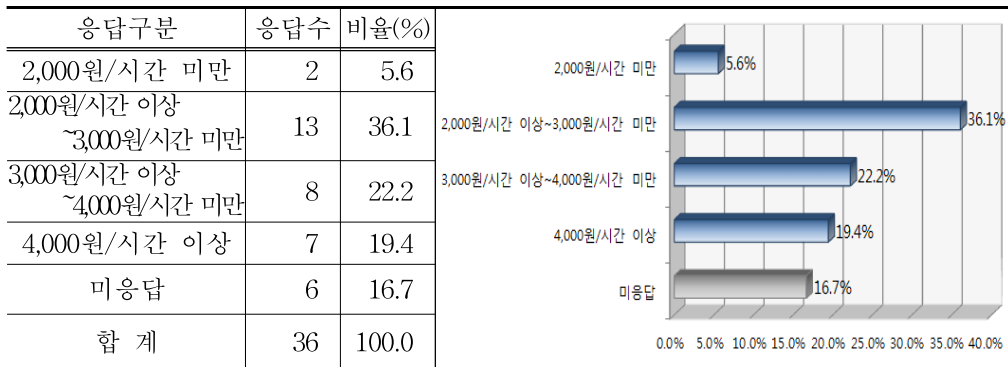 응답구분 응답수 비율(%)
2,000원/시간 미만 2 5.6
2,000원/시간 이상
~3,000원/시간 미만 13 36.1
3,000원/시간 이상
~4,000원/시간 미만 8 22.2
4,000원/시간 이상 7 19.4
미응답 6 16.7
합 계 36 100.0
2,000원/시간 미만 5.6%
2,000원/시간 이상~3,000원/시간 미만 36.1%
3,000원/시간 이상~4,000원/시간 미만 22.2%
4,000원/시간 이상 19.4%
미응답 16.7%
0.0% 5.0% 10.0% 15.0% 20.0% 25.0% 30.0% 35.0% 40.0%